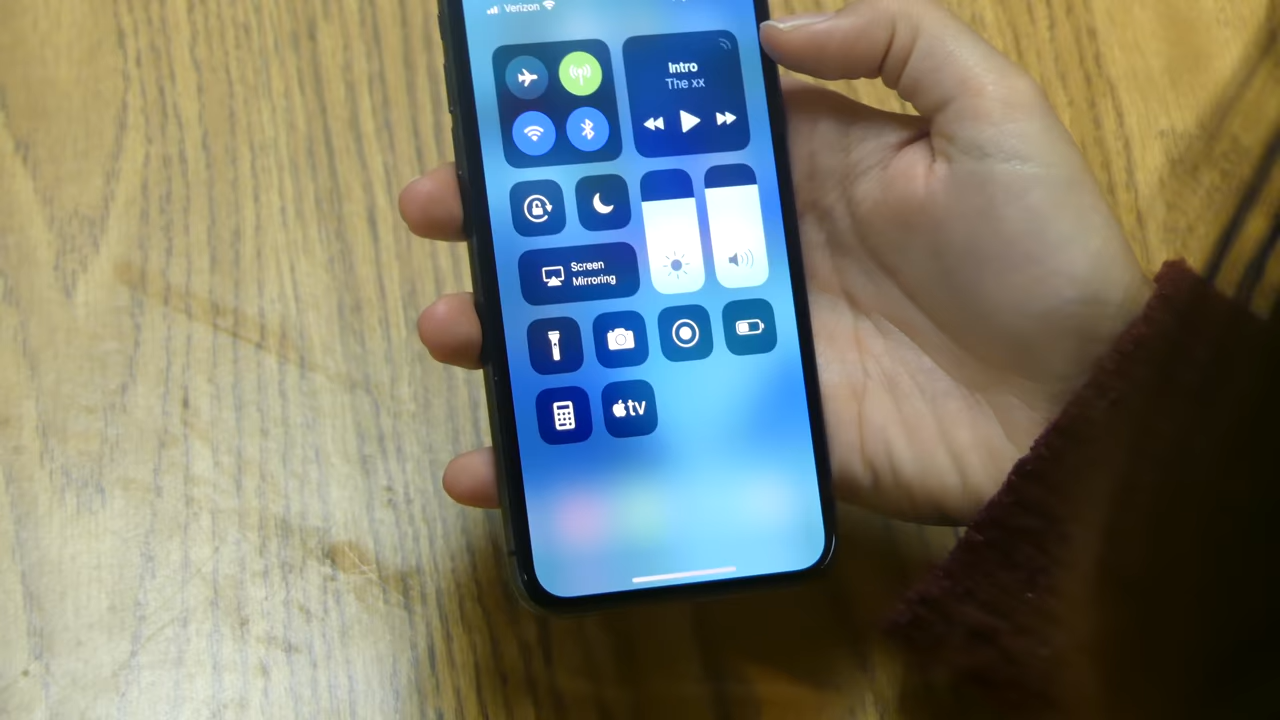 Verizon
Intro
The xx
Screen
Mirroring
tv